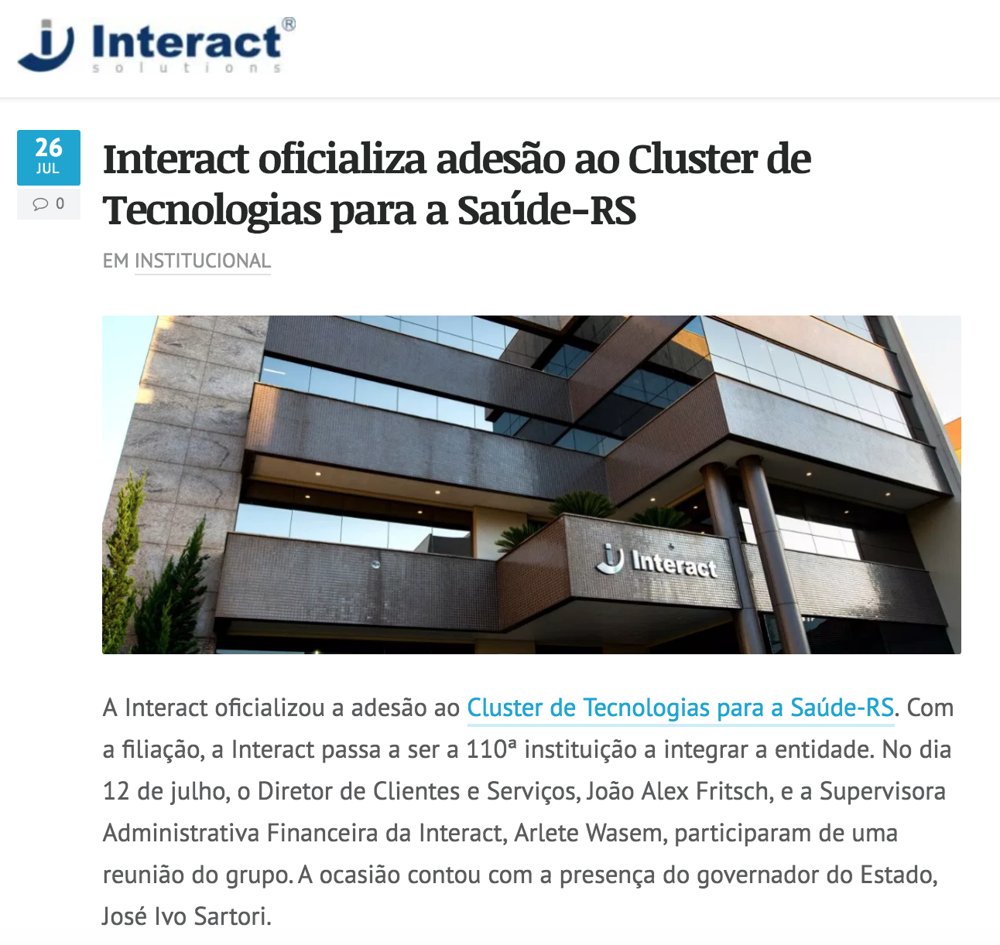 Interact®
solutions
26
JUL
0
Interact oficializa adesão ao Cluster de
Tecnologias para a Saúde-RS
EM INSTITUCIONAL
Interact
A Interact oficializou a adesão ao Cluster de Tecnologias para a Saúde-RS. Com
a filiação, a Interact passa a ser a 110ª instituição a integrar a entidade. No dia
12 de julho, o Diretor de Clientes e Serviços, João Alex Fritsch, e a Supervisora
Administrativa Financeira da Interact, Arlete Wasem, participaram de uma
reunião do grupo. A ocasião contou com a presença do governador do Estado,
José Ivo Sartori.